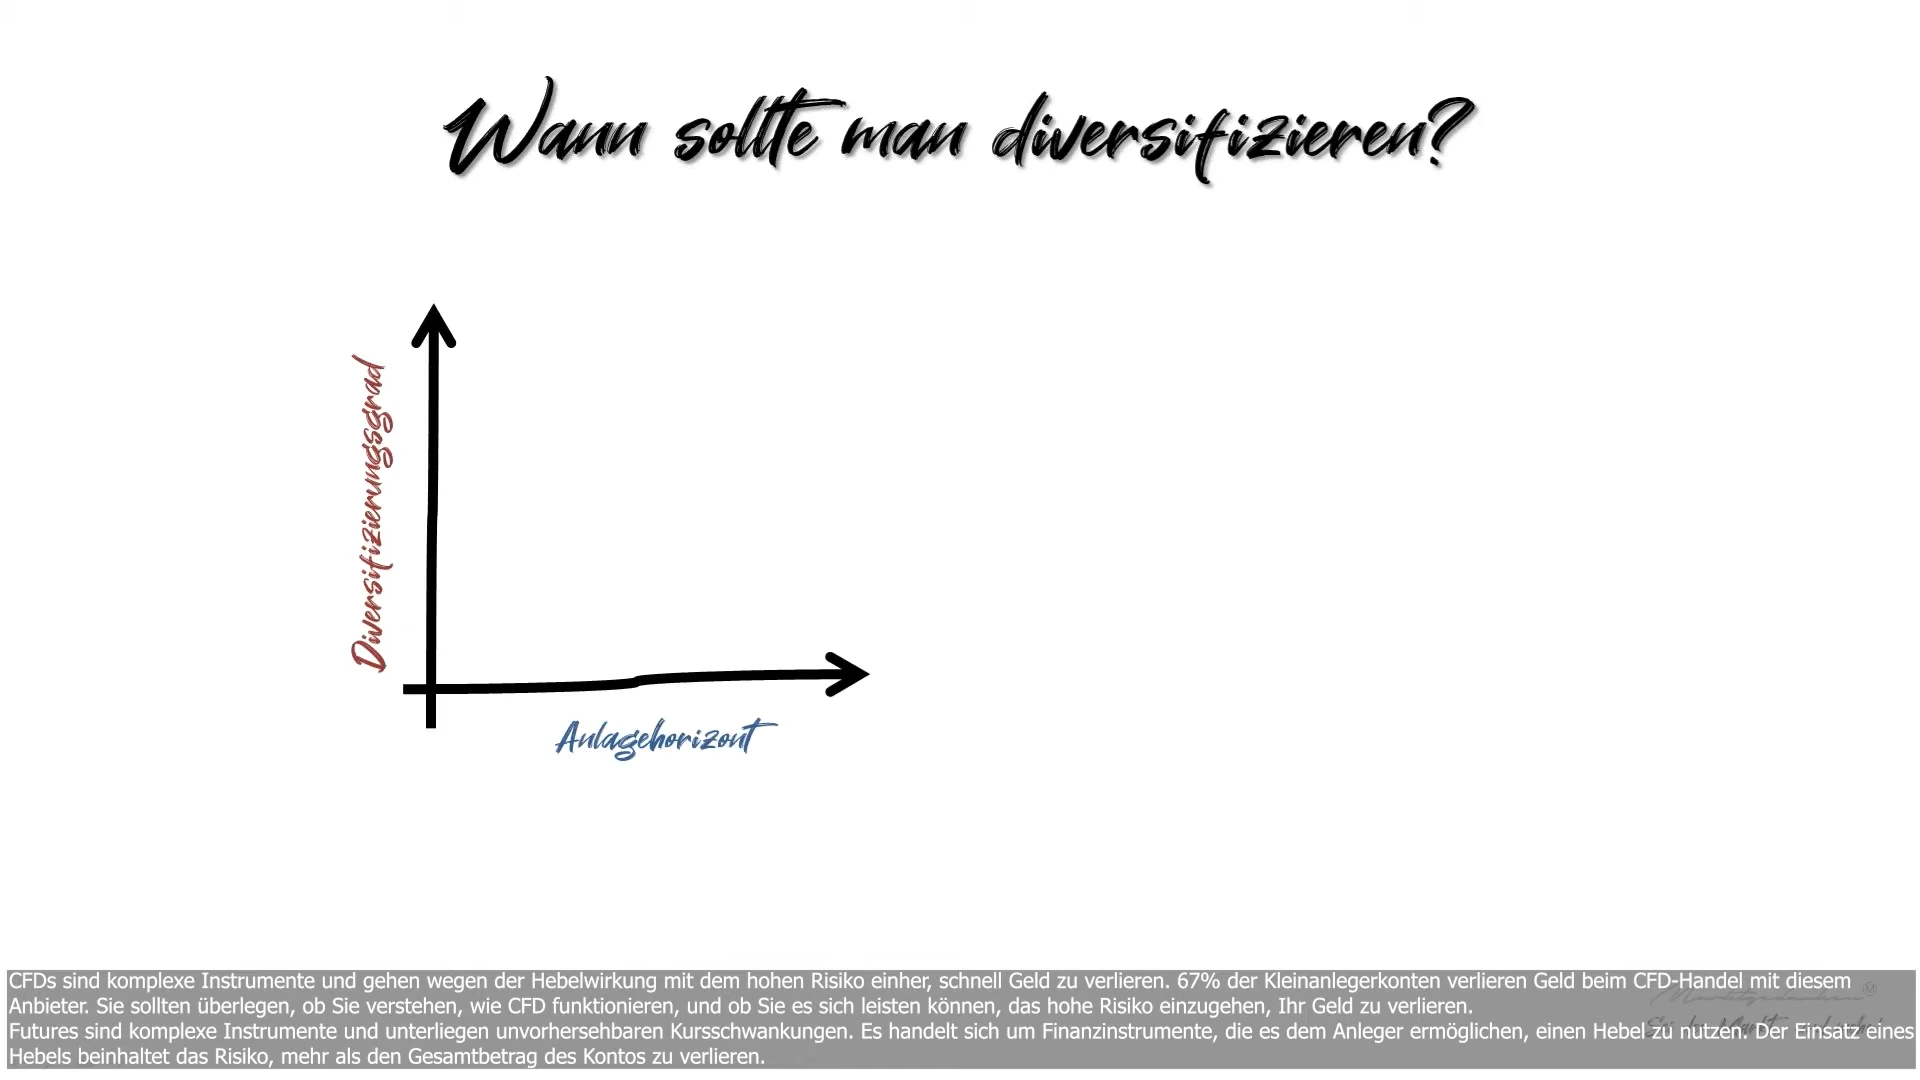 Wann sollte man diversifizieren?
Diversifizierungsgrad
Anlagehorizont
CFDs sind komplexe Instrumente und gehen wegen der Hebelwirkung mit dem hohen Risiko einher, schnell Geld zu verlieren. 67% der Kleinanlegerkonten verlieren Geld beim CFD-Handel mit diesem
Anbieter. Sie sollten überlegen, ob Sie verstehen, wie CFD funktionieren, und ob Sie es sich leisten können, das hohe Risiko einzugehen, Ihr Geld zu verlieren.
Futures sind komplexe Instrumente und unterliegen unvorhersehbaren Kursschwankungen. Es handelt sich um Finanzinstrumente, die es dem Anleger ermöglichen, einen Hebel zu nutzen. Der Einsatz eines
Hebels beinhaltet das Risiko, mehr als den Gesamtbetrag des Kontos zu verlieren.